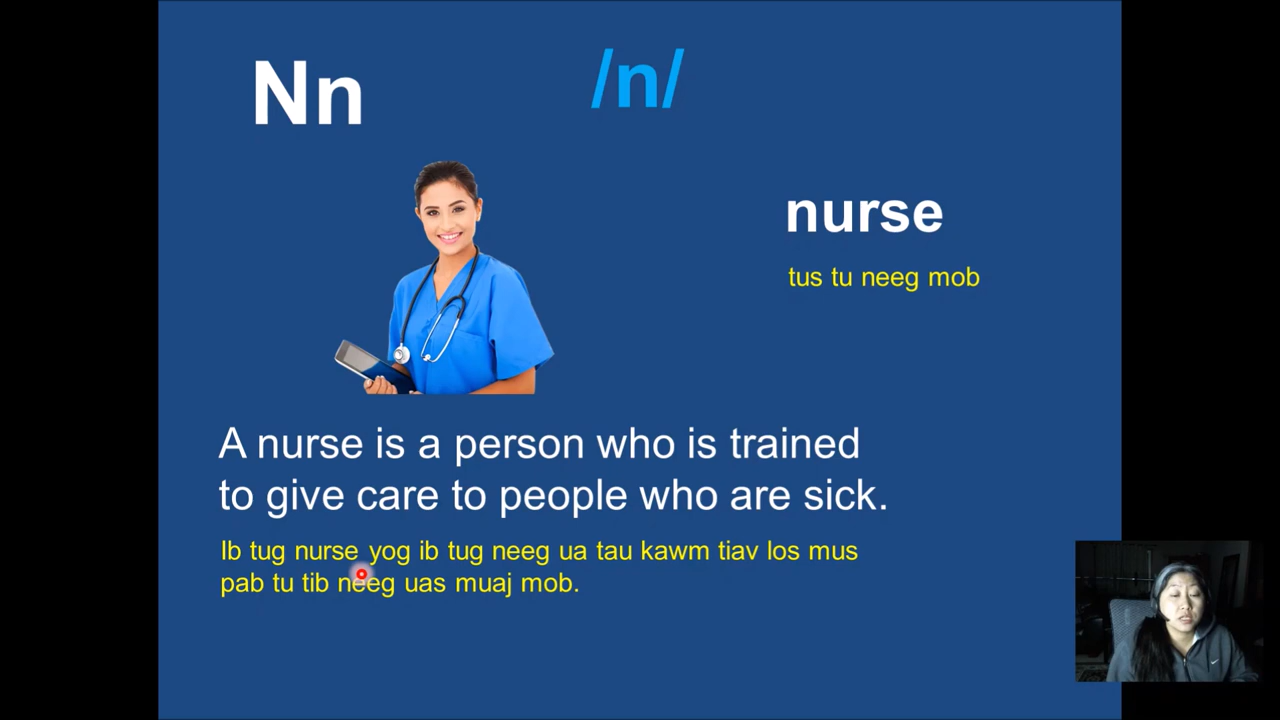 Nn
/n/
nurse
tus tu neeg mob
A nurse is a person who is trained
to give care to people who are sick.
Ib tug nurse yog ib tug neeg ua tau kawm tiav los mus
pab tu tib neeg uas muaj mob.